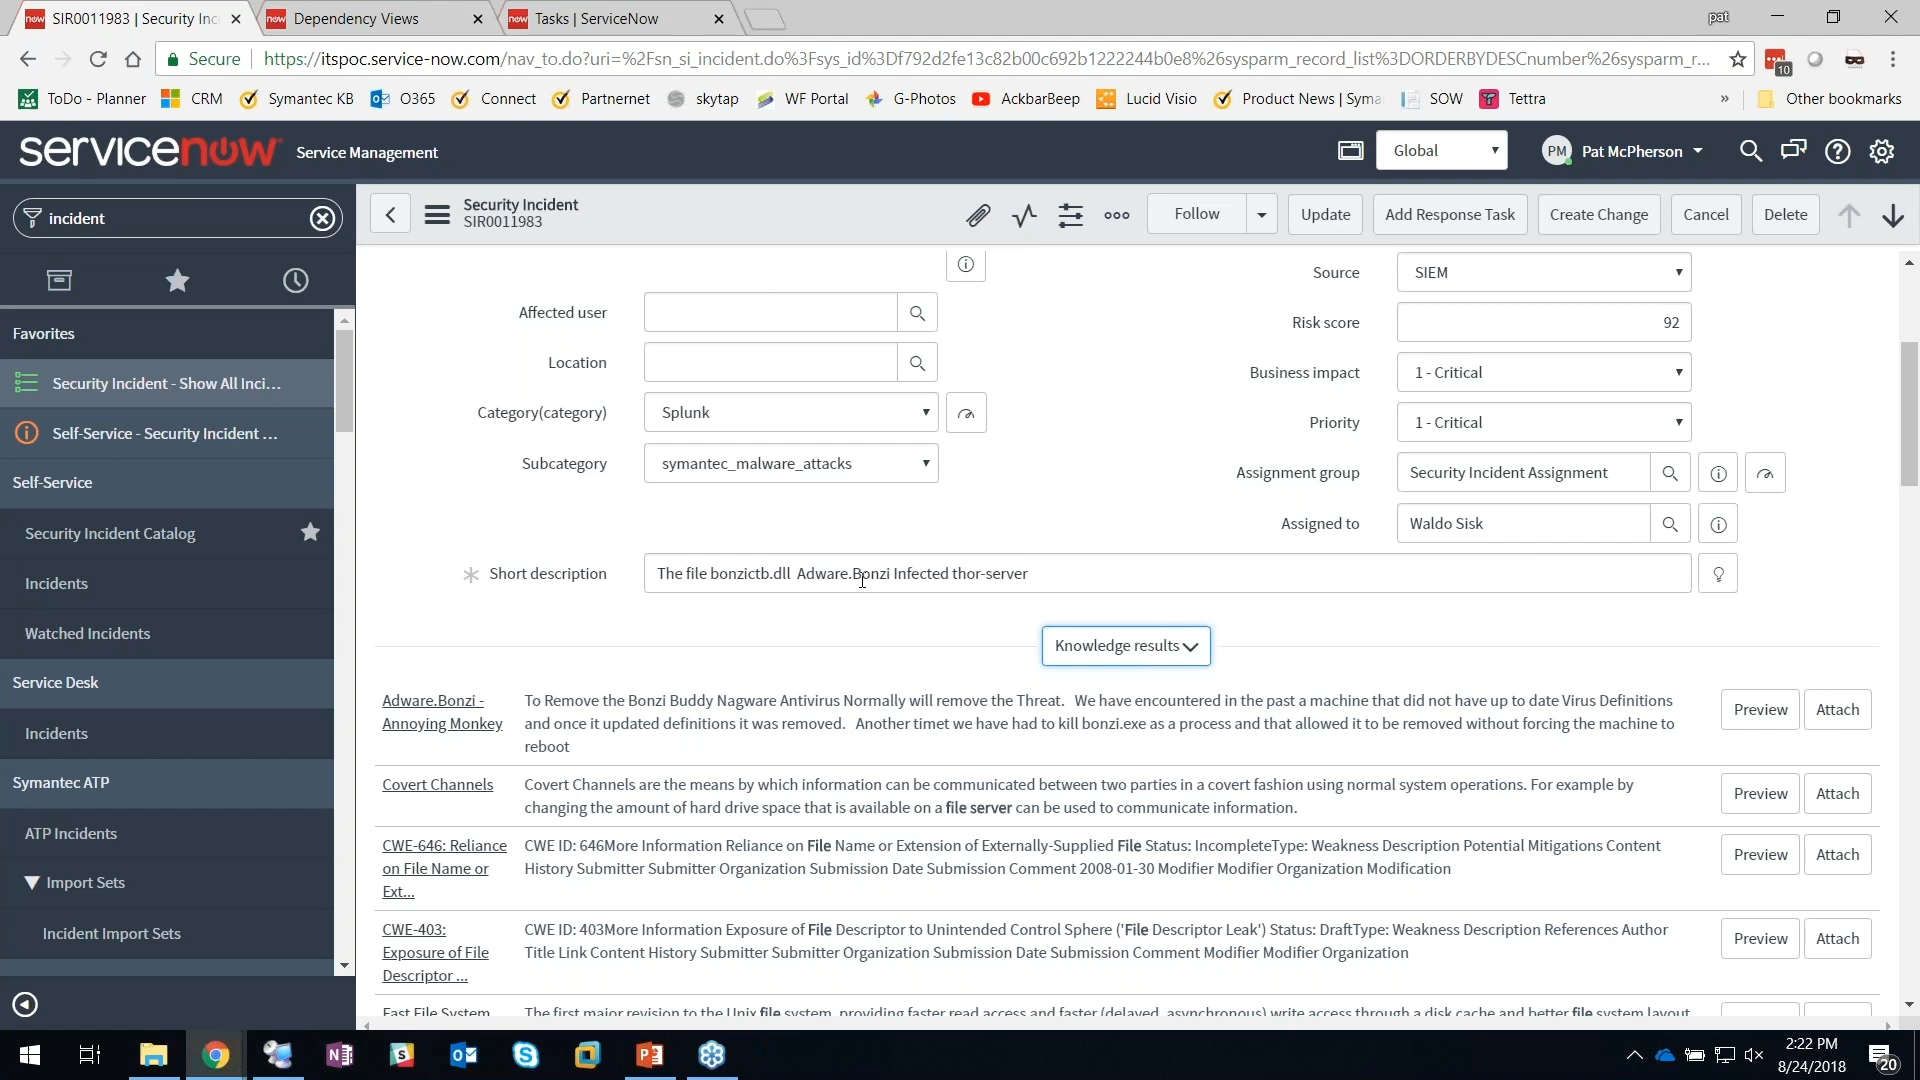 SIR0011983 | Security Inc
Dependency Views
Tasks | ServiceNow
pat
Secure
https://itspoc.service-now.com/nav_to.do?uri=%2Fsn_si_incident.do%3Fsys_id%3Df792d2fe13c82b00c692b1222244b0e8%26sysparm_record_list%3DORDERBYDESCnumber%26sysparm_r...
10
ToDo - Planner
CRM
Symantec KB
O365
Connect
Partnernet
skytap
WF Portal
G-Photos
AckbarBeep
Lucid Visio
Product News | Syma
SOW
Tettra
»
Other bookmarks
servicenow
Service Management
Global
PM
Pat McPherson
incident
Security Incident
SIR0011983
Follow
Update
Add Response Task
Create Change
Cancel
Delete
Favorites
Security Incident - Show All Inci...
Self-Service - Security Incident ...
Self-Service
Security Incident Catalog
Incidents
Watched Incidents
Service Desk
Incidents
Symantec ATP
ATP Incidents
Import Sets
Incident Import Sets
Affected user
Location
Category(category)
Splunk
Subcategory
symantec_malware_attacks
Source
SIEM
Risk score
92
Business impact
1 - Critical
Priority
1 - Critical
Assignment group
Security Incident Assignment
Assigned to
Waldo Sisk
Short description
The file bonzictb.dll Adware.Bonzi Infected thor-server
Knowledge results
Adware.Bonzi -
Annoying Monkey
To Remove the Bonzi Buddy Nagware Antivirus Normally will remove the Threat. We have encountered in the past a machine that did not have up to date Virus Definitions
and once it updated definitions it was removed. Another timet we have had to kill bonzi.exe as a process and that allowed it to be removed without forcing the machine to
reboot
Preview
Attach
Covert Channels
Covert Channels are the means by which information can be communicated between two parties in a covert fashion using normal system operations. For example by
changing the amount of hard drive space that is available on a file server can be used to communicate information.
Preview
Attach
CWE-646: Reliance
on File Name or
Ext...
CWE ID: 646More Information Reliance on File Name or Extension of Externally-Supplied File Status: IncompleteType: Weakness Description Potential Mitigations Content
History Submitter Submitter Organization Submission Date Submission Comment 2008-01-30 Modifier Modifier Organization Modification
Preview
Attach
CWE-403:
Exposure of File
Descriptor ...
CWE ID: 403More Information Exposure of File Descriptor to Unintended Control Sphere ('File Descriptor Leak') Status: DraftType: Weakness Description References Author
Title Link Content History Submitter Submitter Organization Submission Date Submission Comment Modifier Modifier Organization
Preview
Attach
Fast File System
The first major revision to the Unix file system, providing faster read access and faster (delayed, asynchronous) write access through a disk cache and better file system layout
2:22 PM
8/24/2018
20